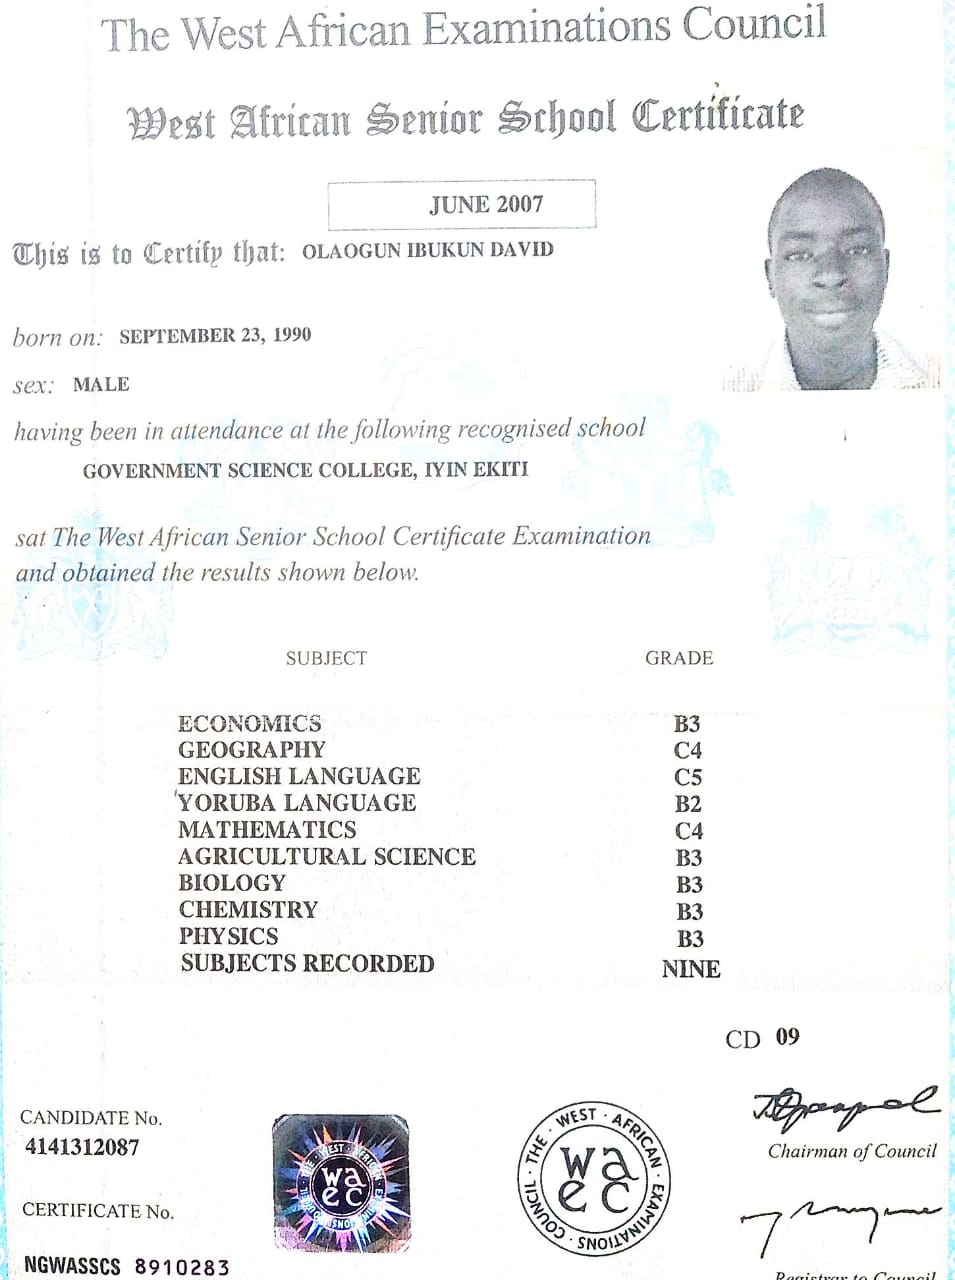 The West African Examinations Council
West African Senior School Certificate
JUNE 2007
This is to Certify that: OLAOGUN IBUKUN DAVID
born on: SEPTEMBER 23, 1990
sex: MALE
having been in attendance at the following recognised school
GOVERNMENT SCIENCE COLLEGE, IYIN EKITI
sat The West African Senior School Certificate Examination
and obtained the results shown below.
SUBJECT GRADE
ECONOMICS B3
GEOGRAPHY C4
ENGLISH LANGUAGE C5
YORUBA LANGUAGE B2
MATHEMATICS C4
AGRICULTURAL SCIENCE B3
BIOLOGY B3
CHEMISTRY B3
PHYSICS B3
SUBJECTS RECORDED NINE
CD 09
CANDIDATE No.
4141312087
CERTIFICATE No.
NGWASSCS 8910283
waec
THE · WEST · AFRICAN · EXAMINATIONS · COUNCIL ·
waec
Chairman of Council
Registrar to Council